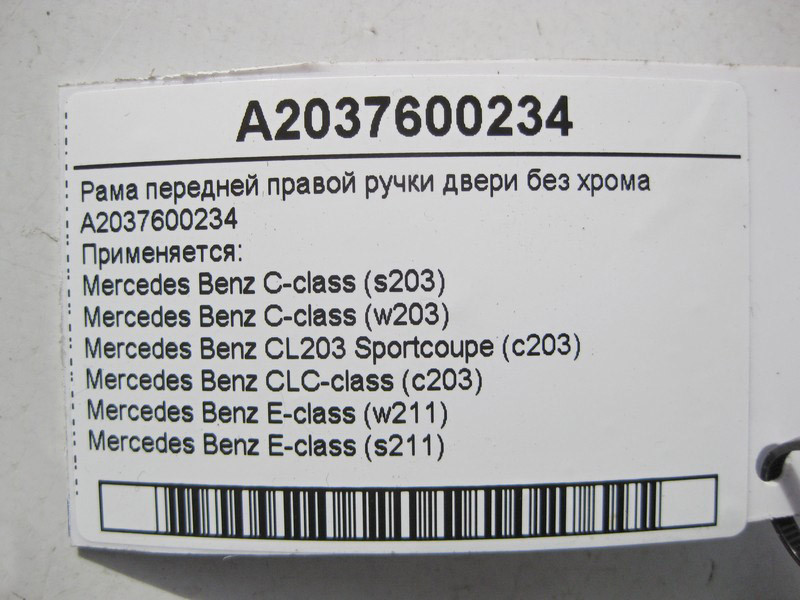 A2037600234
Рама передней правой ручки двери без хрома
A2037600234
Применяется:
Mercedes Benz C-class (s203)
Mercedes Benz C-class (w203)
Mercedes Benz CL203 Sportcoupe (c203)
Mercedes Benz CLC-class (c203)
Mercedes Benz E-class (w211)
Mercedes Benz E-class (s211)